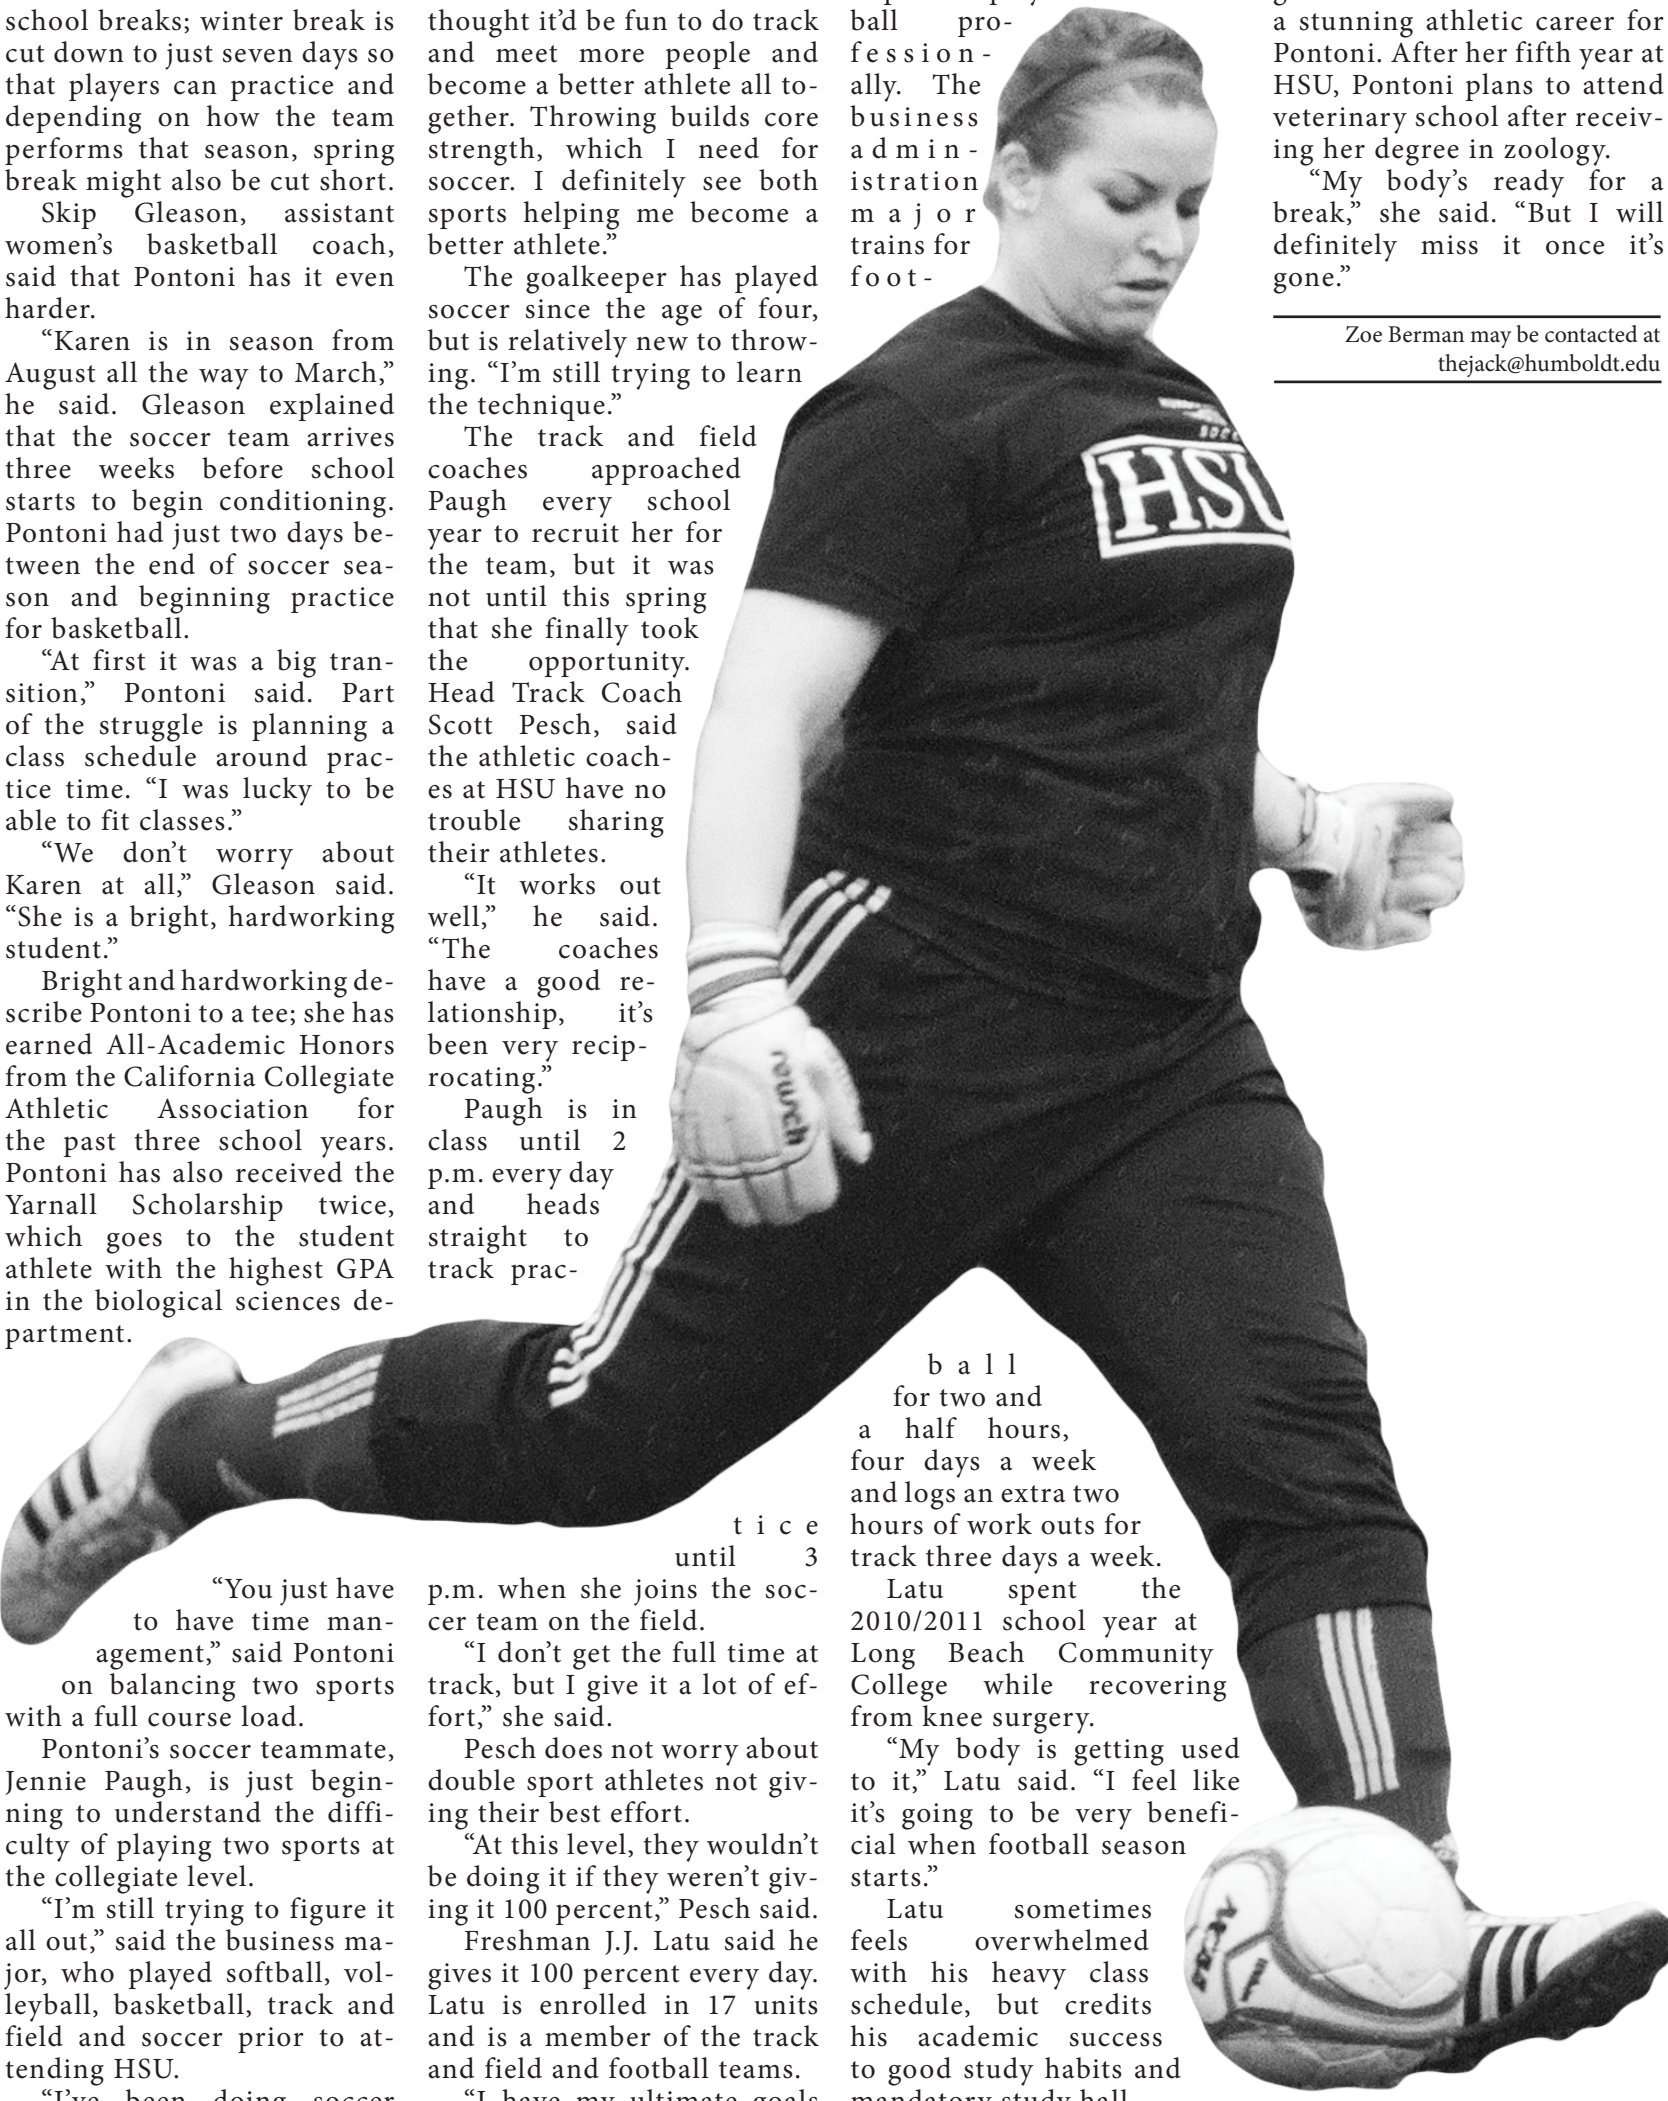 school breaks; winter break is
cut down to just seven days so
that players can practice and
depending on how the team
performs that season, spring
break might also be cut short.
Skip Gleason, assistant
women's basketball coach,
said that Pontoni has it even
harder.
“Karen is in season from
August all the way to March,”
he said. Gleason explained
that the soccer team arrives
three weeks before school
starts to begin conditioning.
Pontoni had just two days be-
tween the end of soccer sea-
son and beginning practice
for basketball.
“At first it was a big tran-
sition,” Pontoni said. Part
of the struggle is planning a
class schedule around prac-
tice time. “I was lucky to be
able to fit classes.”
“We don't worry about
Karen at all,” Gleason said.
“She is a bright, hardworking
student.”
Bright and hardworking de-
scribe Pontoni to a tee; she has
earned All-Academic Honors
from the California Collegiate
Athletic Association for
the past three school years.
Pontoni has also received the
Yarnall Scholarship twice,
which goes to the student
athlete with the highest GPA
in the biological sciences de-
partment.
“You just have
to have time man-
agement,” said Pontoni
on balancing two sports
with a full course load.
Pontoni's soccer teammate,
Jennie Paugh, is just begin-
ning to understand the diffi-
culty of playing two sports at
the collegiate level.
“I'm still trying to figure it
all out,” said the business ma-
jor, who played softball, vol-
leyball, basketball, track and
field and soccer prior to at-
tending HSU.
“I've been doing soccer
thought it'd be fun to do track
and meet more people and
become a better athlete all to-
gether. Throwing builds core
strength, which I need for
soccer. I definitely see both
sports helping me become a
better athlete.”
The goalkeeper has played
soccer since the age of four,
but is relatively new to throw-
ing. “I'm still trying to learn
the technique.”
The track and field
coaches approached
Paugh every school
year to recruit her for
the team, but it was
not until this spring
that she finally took
the opportunity.
Head Track Coach
Scott Pesch, said
the athletic coach-
es at HSU have no
trouble sharing
their athletes.
“It works out
well,” he said.
“The coaches
have a good re-
lationship, it's
been very recip-
rocating.”
Paugh is in
class until 2
p.m. every day
and heads
straight to
track prac-
tice
until 3
p.m. when she joins the soc-
cer team on the field.
“I don't get the full time at
track, but I give it a lot of ef-
fort,” she said.
Pesch does not worry about
double sport athletes not giv-
ing their best effort.
“At this level, they wouldn't
be doing it if they weren't giv-
ing it 100 percent,” Pesch said.
Freshman J.J. Latu said he
gives it 100 percent every day.
Latu is enrolled in 17 units
and is a member of the track
and field and football teams.
“I have my ultimate goals
ball pro-
fession-
ally. The
business
admin-
istration
major
trains for
foot-
ball
for two and
a half hours,
four days a week
and logs an extra two
hours of work outs for
track three days a week.
Latu spent the
2010/2011 school year at
Long Beach Community
College while recovering
from knee surgery.
“My body is getting used
to it,” Latu said. “I feel like
it's going to be very benefi-
cial when football season
starts.”
Latu sometimes
feels overwhelmed
with his heavy class
schedule, but credits
his academic success
to good study habits and
mandatory study hall
a stunning athletic career for
Pontoni. After her fifth year at
HSU, Pontoni plans to attend
veterinary school after receiv-
ing her degree in zoology.
“My body's ready for a
break,” she said. “But I will
definitely miss it once it's
gone.”
Zoe Berman may be contacted at
thejack@humboldt.edu
HSU
reusch